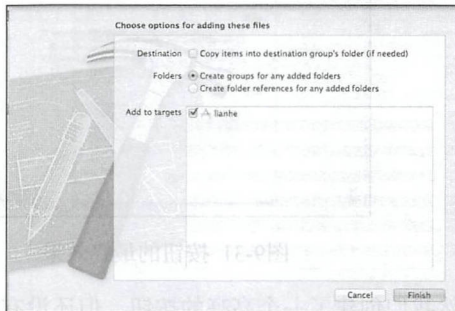 Choose options for adding these files
Destination Copy items into destination group's folder (if needed)
Folders Create groups for any added folders
Create folder references for any added folders
Add to targets lianhe
Cancel Finish